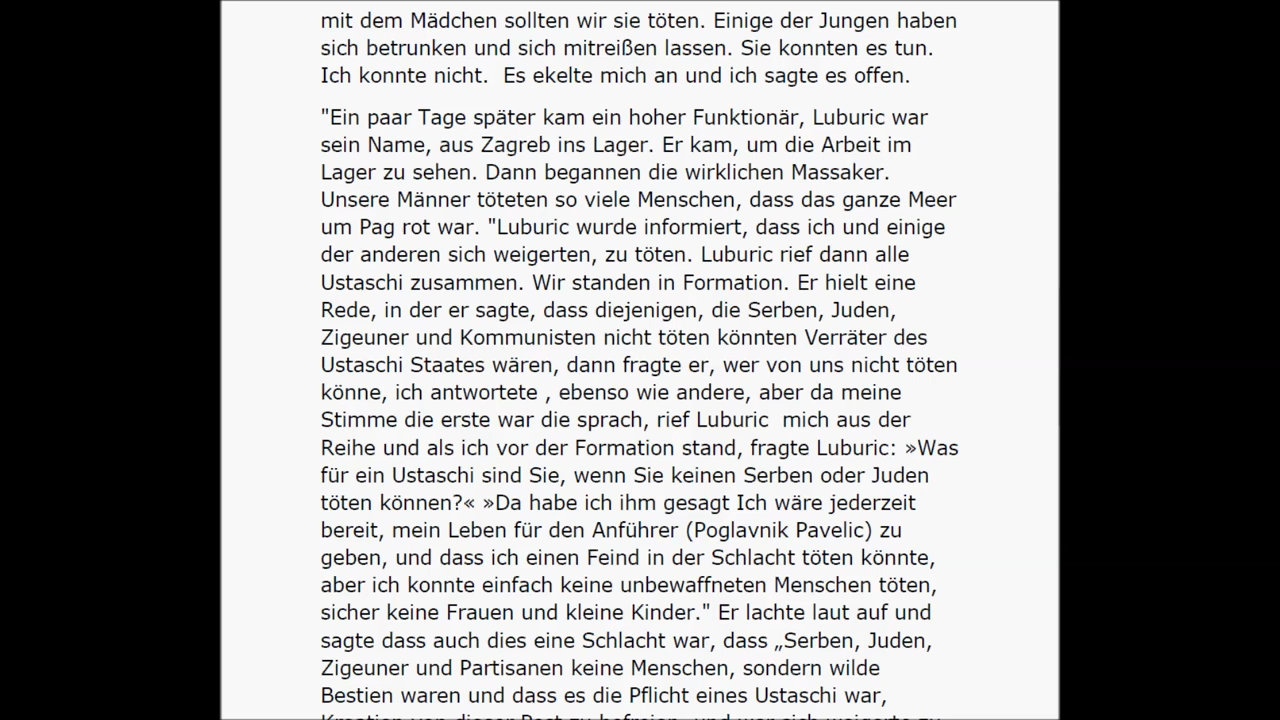 mit dem Mädchen sollten wir sie töten. Einige der Jungen haben
sich betrunken und sich mitreißen lassen. Sie konnten es tun.
Ich konnte nicht.  Es ekelte mich an und ich sagte es offen.
"Ein paar Tage später kam ein hoher Funktionär, Luburic war
sein Name, aus Zagreb ins Lager. Er kam, um die Arbeit im
Lager zu sehen. Dann begannen die wirklichen Massaker.
Unsere Männer töteten so viele Menschen, dass das ganze Meer
um Pag rot war. "Luburic wurde informiert, dass ich und einige
der anderen sich weigerten, zu töten. Luburic rief dann alle
Ustaschi zusammen. Wir standen in Formation. Er hielt eine
Rede, in der er sagte, dass diejenigen, die Serben, Juden,
Zigeuner und Kommunisten nicht töten könnten Verräter des
Ustaschi Staates wären, dann fragte er, wer von uns nicht töten
könne, ich antwortete , ebenso wie andere, aber da meine
Stimme die erste war die sprach, rief Luburic  mich aus der
Reihe und als ich vor der Formation stand, fragte Luburic: »Was
für ein Ustaschi sind Sie, wenn Sie keinen Serben oder Juden
töten können?« »Da habe ich ihm gesagt Ich wäre jederzeit
bereit, mein Leben für den Anführer (Poglavnik Pavelic) zu
geben, und dass ich einen Feind in der Schlacht töten könnte,
aber ich konnte einfach keine unbewaffneten Menschen töten,
sicher keine Frauen und kleine Kinder." Er lachte laut auf und
sagte dass auch dies eine Schlacht war, dass „Serben, Juden,
Zigeuner und Partisanen keine Menschen, sondern wilde
Bestien waren und dass es die Pflicht eines Ustaschi war,
Kroatien von dieser Pest zu befreien, und wer sich weigerte zu